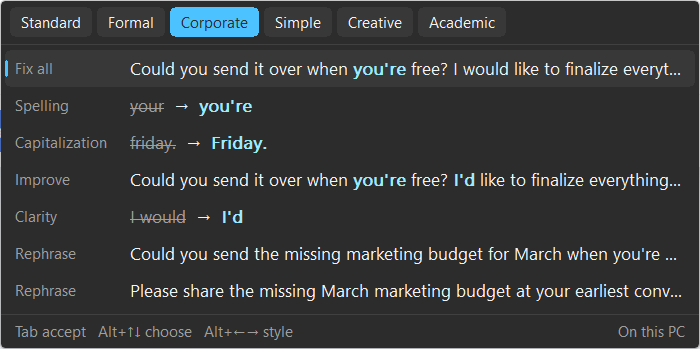 Standard Formal Corporate Simple Creative Academic
Fix all Could you send it over when you're free? I would like to finalize everyt...
Spelling your → you're
Capitalization friday. → Friday.
Improve Could you send it over when you're free? I'd like to finalize everything...
Clarity I would → I'd
Rephrase Could you send the missing marketing budget for March when you're ...
Rephrase Please share the missing March marketing budget at your earliest conv...
Tab accept Alt+↑↓ choose Alt+←→ style On this PC